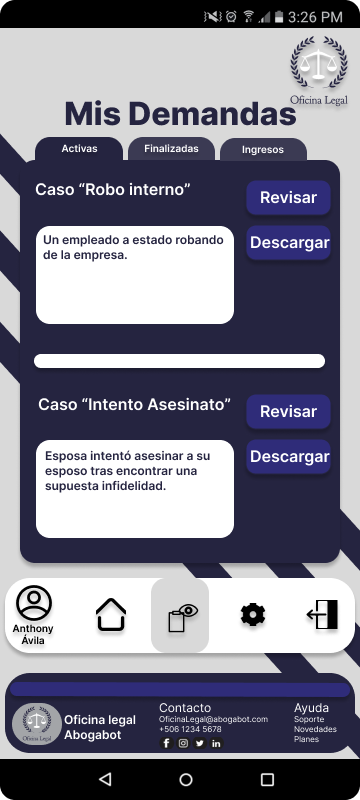 3:26 PM
Oficina Legal
Mis Demandas
Activas
Finalizadas
Ingresos
Caso “Robo interno”
Revisar
Un empleado a estado robando
de la empresa.
Descargar
Caso “Intento Asesinato”
Revisar
Esposa intentó asesinar a su
esposo tras encontrar una
supuesta infidelidad.
Descargar
Anthony
Ávila
Oficina legal
Abogabot
Contacto
OficinaLegal@abogabot.com
+506 1234 5678
Ayuda
Soporte
Novedades
Planes